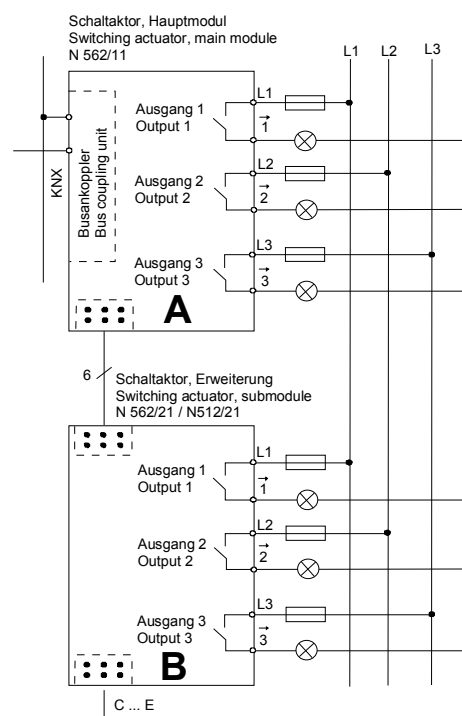 Schaltaktor, Hauptmodul
Switching actuator, main module
N 562/11
L1
L2
L3
KNX
Busankoppler
Bus coupling unit
Ausgang 1
Output 1
L1
→
1
Ausgang 2
Output 2
L2
→
2
Ausgang 3
Output 3
L3
→
3
A
6
Schaltaktor, Erweiterung
Switching actuator, submodule
N 562/21 / N512/21
Ausgang 1
Output 1
L1
→
1
Ausgang 2
Output 2
L2
→
2
Ausgang 3
Output 3
L3
→
3
B
C ... E